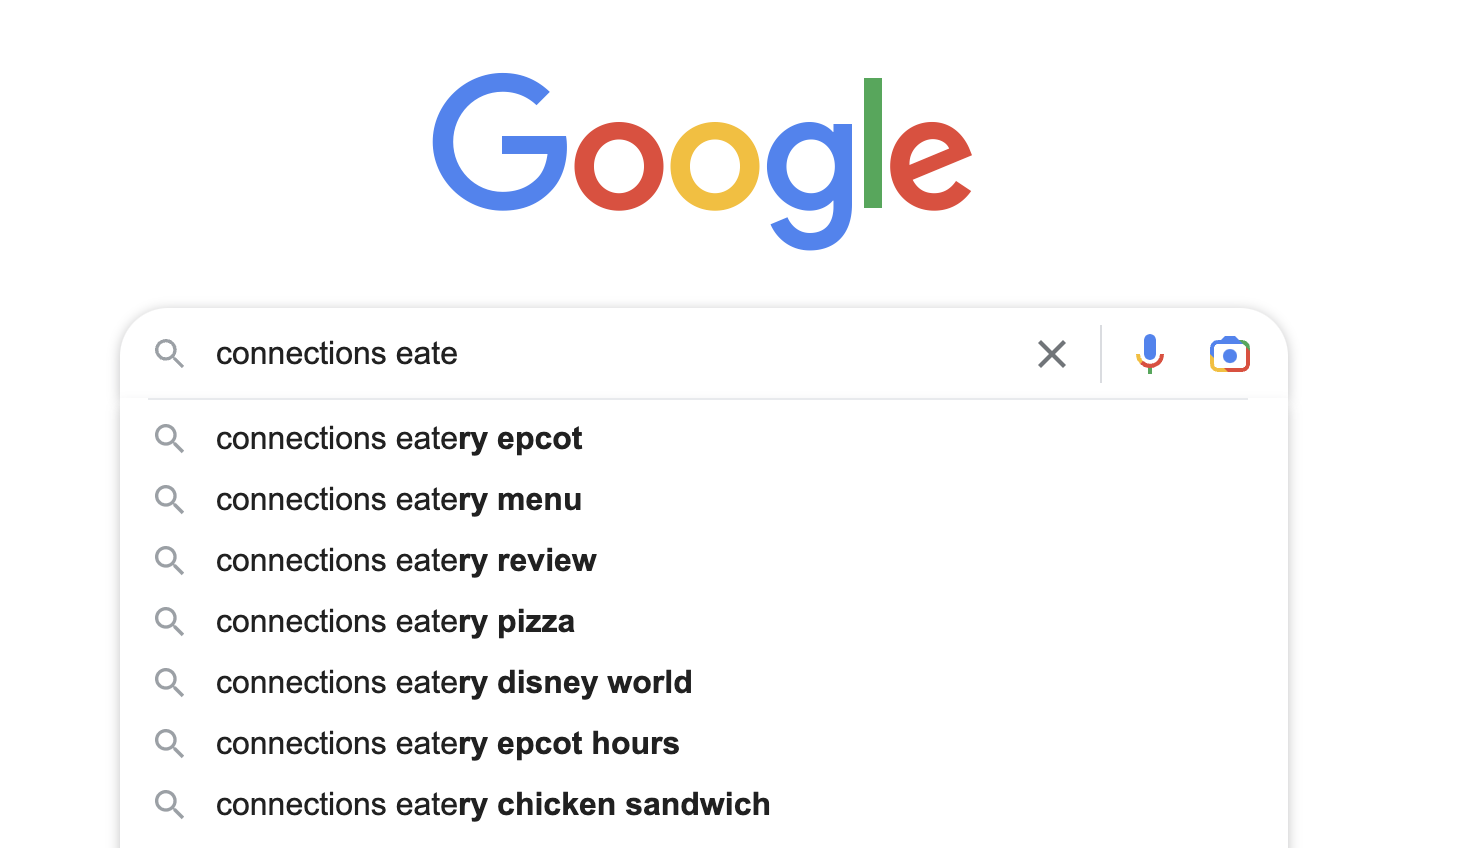 Google
connections eate
connections eatery epcot
connections eatery menu
connections eatery review
connections eatery pizza
connections eatery disney world
connections eatery epcot hours
connections eatery chicken sandwich